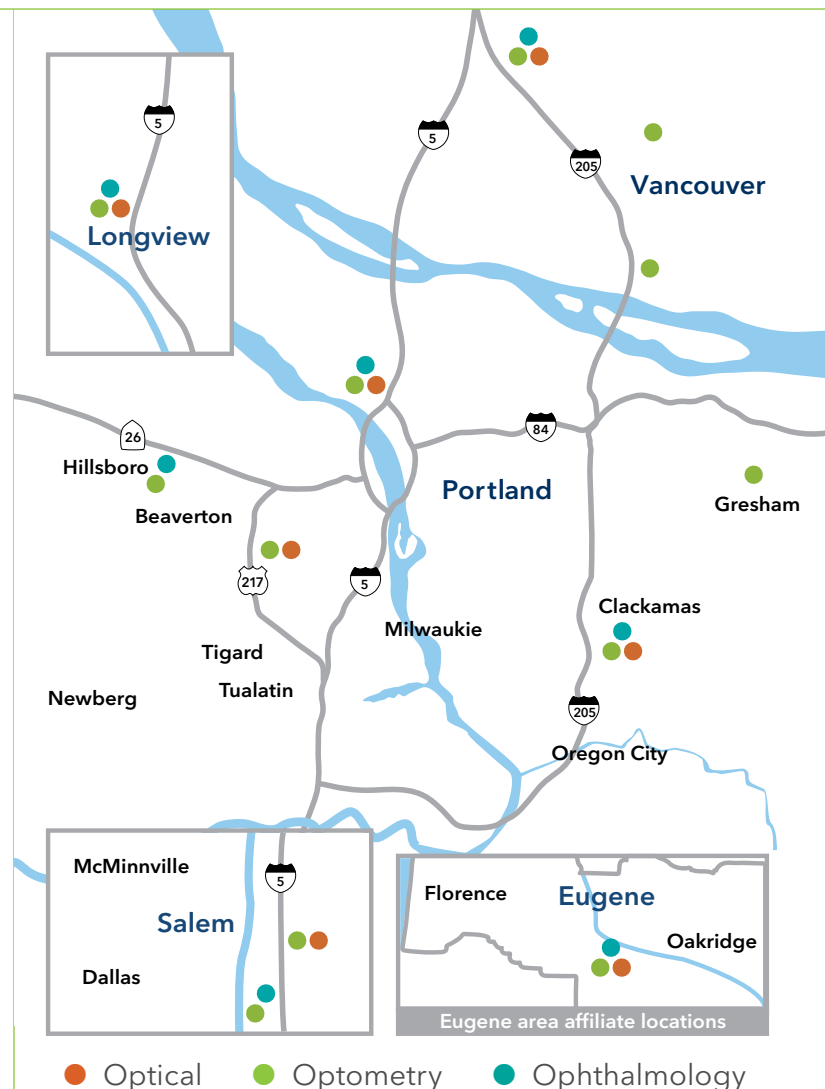 5
5
205
Vancouver
Longview
26
84
Hillsboro
Portland
Gresham
Beaverton
217
5
Clackamas
Milwaukie
Tigard
Tualatin
Newberg
205
Oregon City
McMinnville
5
Salem
Dallas
Florence
Eugene
Oakridge
Eugene area affiliate locations
Optical Optometry Ophthalmology